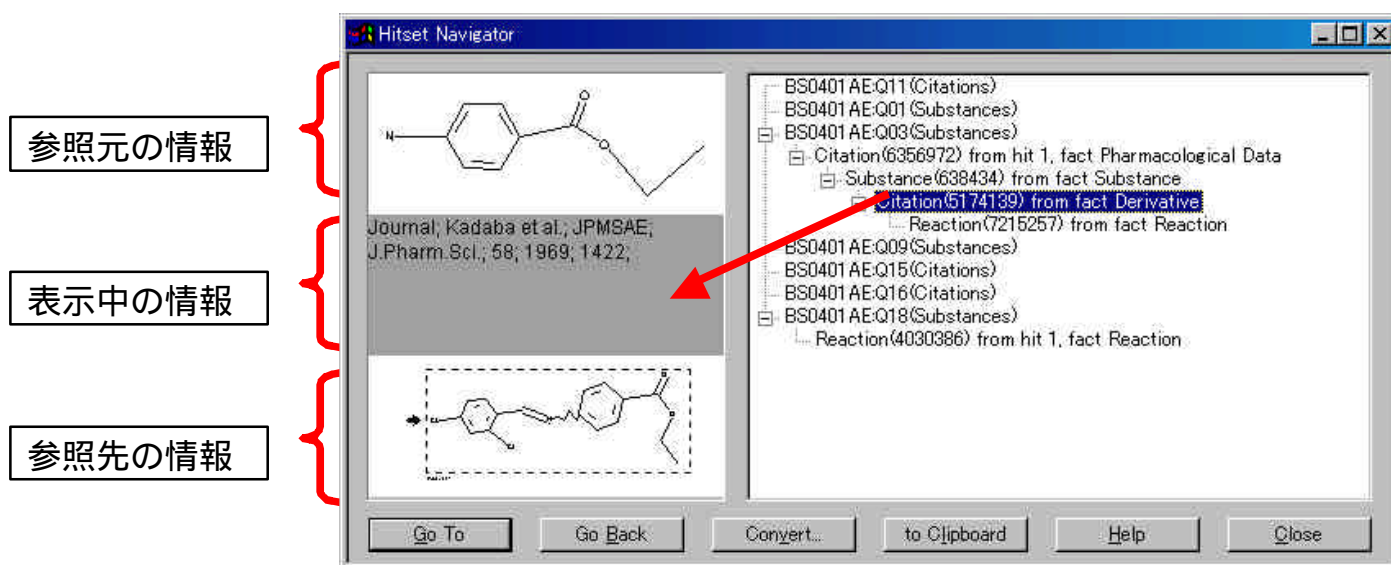 Hitset Navigator
参照元の情報
表示中の情報
参照先の情報
N
O
O
Journal; Kadaba et al.; JPMSAE;
J.Pharm.Sci.; 58; 1969; 1422;
BS0401AE:Q11(Citations)
BS0401AE:Q01(Substances)
BS0401AE:Q03(Substances)
Citation(6356972) from hit 1, fact Pharmacological Data
Substance(638434) from fact Substance
Citation(5174139) from fact Derivative
Reaction(7215257) from fact Reaction
BS0401AE:Q09(Substances)
BS0401AE:Q15(Citations)
BS0401AE:Q16(Citations)
BS0401AE:Q18(Substances)
Reaction(4030386) from hit 1, fact Reaction
Go To
Go Back
Convert...
to Clipboard
Help
Close